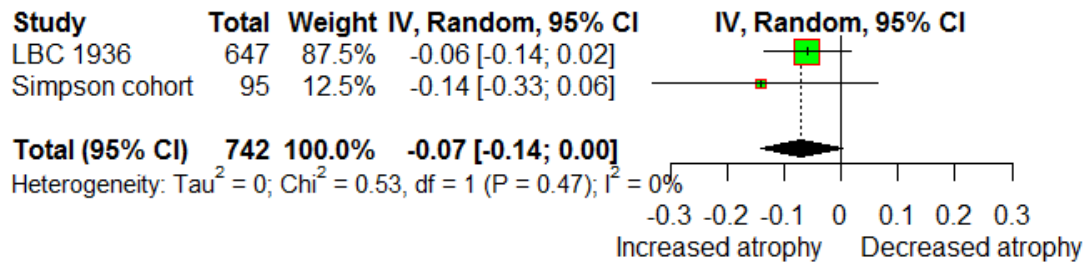 Study Total Weight IV, Random, 95% CI IV, Random, 95% CI
LBC 1936 647 87.5% -0.06 [-0.14; 0.02]
Simpson cohort 95 12.5% -0.14 [-0.33; 0.06]
Total (95% CI) 742 100.0% -0.07 [-0.14; 0.00]
Heterogeneity: Tau² = 0; Chi² = 0.53, df = 1 (P = 0.47); I² = 0%
-0.3 -0.2 -0.1 0 0.1 0.2 0.3
Increased atrophy Decreased atrophy